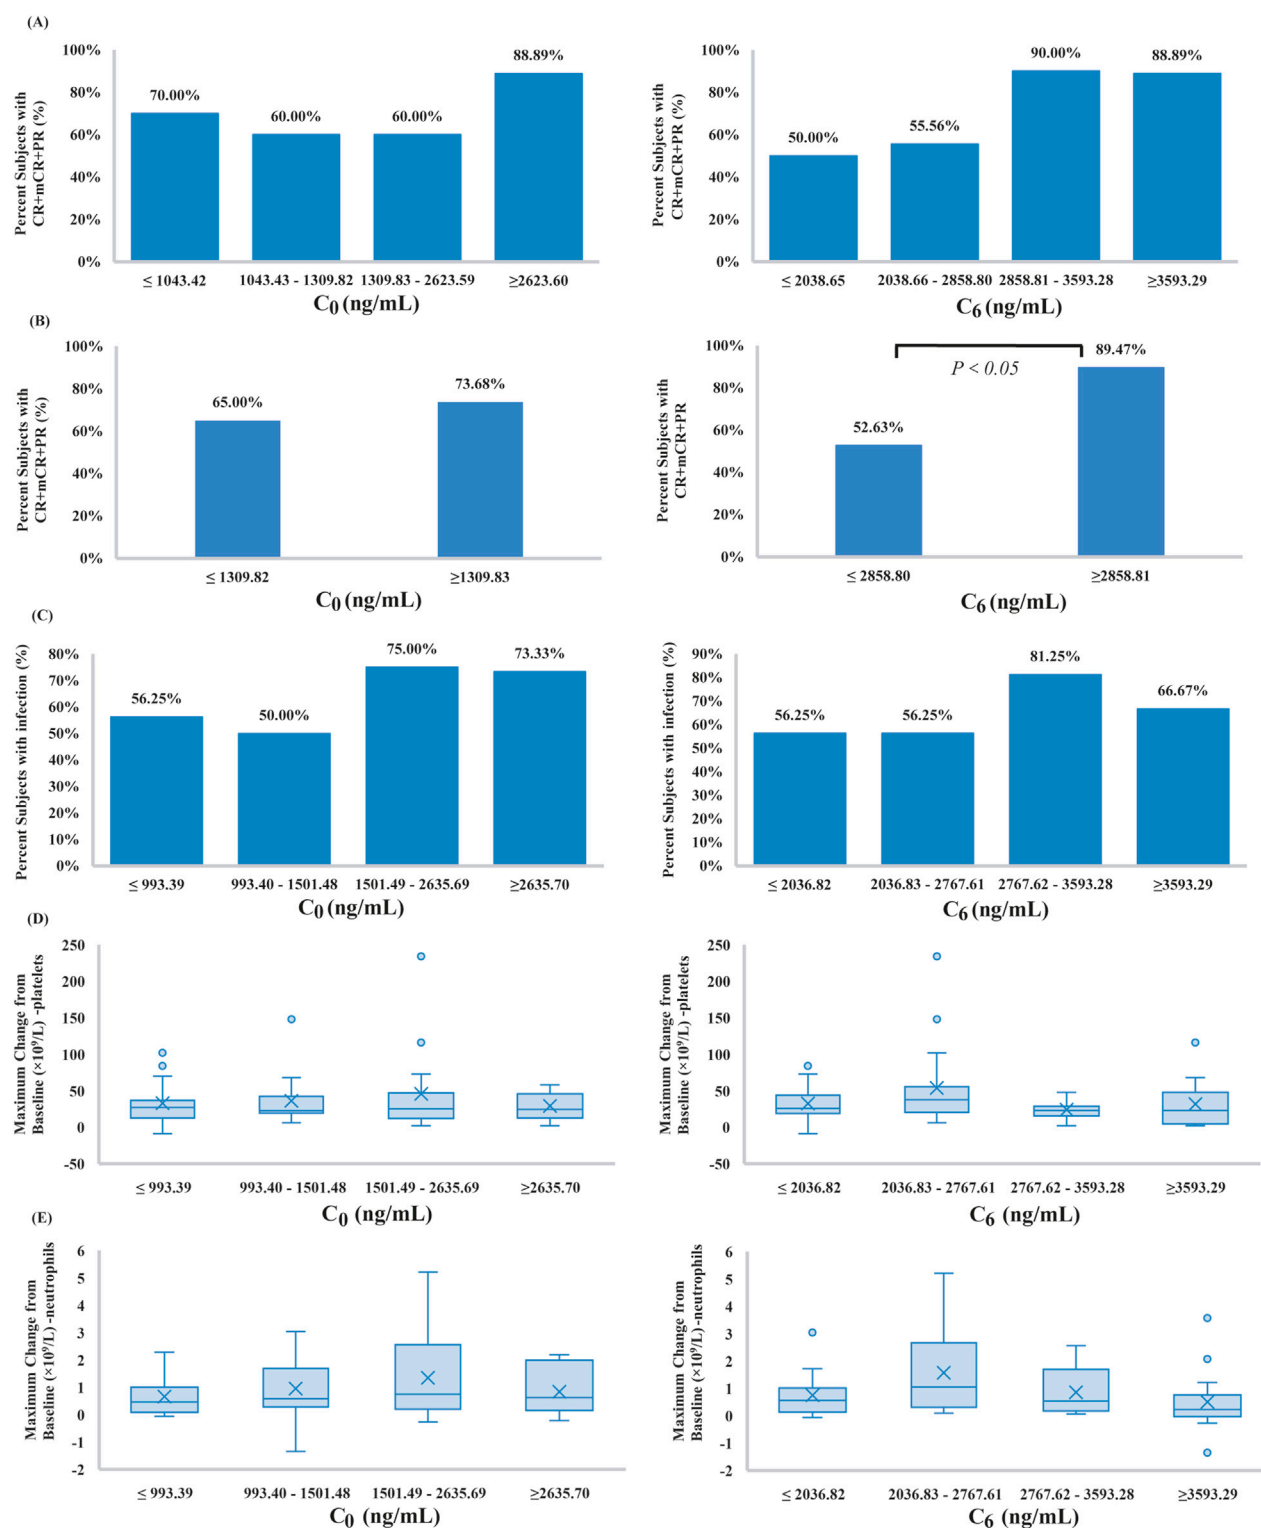 (A)
Percent Subjects with
CR+mCR+PR (%)
100%
80%
60%
40%
20%
0%
70.00%
60.00%
60.00%
88.89%
≤ 1043.42
1043.43 - 1309.82
1309.83 - 2623.59
≥2623.60
C0 (ng/mL)
Percent Subjects with
CR+mCR+PR (%)
100%
80%
60%
40%
20%
0%
50.00%
55.56%
90.00%
88.89%
≤ 2038.65
2038.66 - 2858.80
2858.81 - 3593.28
≥3593.29
C6 (ng/mL)
(B)
Percent Subjects with
CR+mCR+PR (%)
100%
80%
60%
40%
20%
0%
65.00%
73.68%
≤ 1309.82
≥1309.83
C0 (ng/mL)
Percent Subjects with
CR+mCR+PR
100%
80%
60%
40%
20%
0%
52.63%
P < 0.05
89.47%
≤ 2858.80
≥2858.81
C6 (ng/mL)
(C)
Percent Subjects with infection (%)
80%
70%
60%
50%
40%
30%
20%
10%
0%
56.25%
50.00%
75.00%
73.33%
≤ 993.39
993.40 - 1501.48
1501.49 - 2635.69
≥2635.70
C0 (ng/mL)
Percent Subjects with infection (%)
90%
80%
70%
60%
50%
40%
30%
20%
10%
0%
56.25%
56.25%
81.25%
66.67%
≤ 2036.82
2036.83 - 2767.61
2767.62 - 3593.28
≥3593.29
C6 (ng/mL)
(D)
Maximum Change from
Baseline (×10⁹/L) -platelets
250
200
150
100
50
0
-50
≤ 993.39
993.40 - 1501.48
1501.49 - 2635.69
≥2635.70
C0 (ng/mL)
Maximum Change from
Baseline (×10⁹/L) -platelets
250
200
150
100
50
0
-50
≤ 2036.82
2036.83 - 2767.61
2767.62 - 3593.28
≥3593.29
C6 (ng/mL)
(E)
Maximum Change from
Baseline (×10⁹/L) -neutrophils
6
5
4
3
2
1
0
-1
-2
≤ 993.39
993.40 - 1501.48
1501.49 - 2635.69
≥2635.70
C0 (ng/mL)
Maximum Change from
Baseline (×10⁹/L) -neutrophils
6
5
4
3
2
1
0
-1
-2
≤ 2036.82
2036.83 - 2767.61
2767.62 - 3593.28
≥3593.29
C6 (ng/mL)